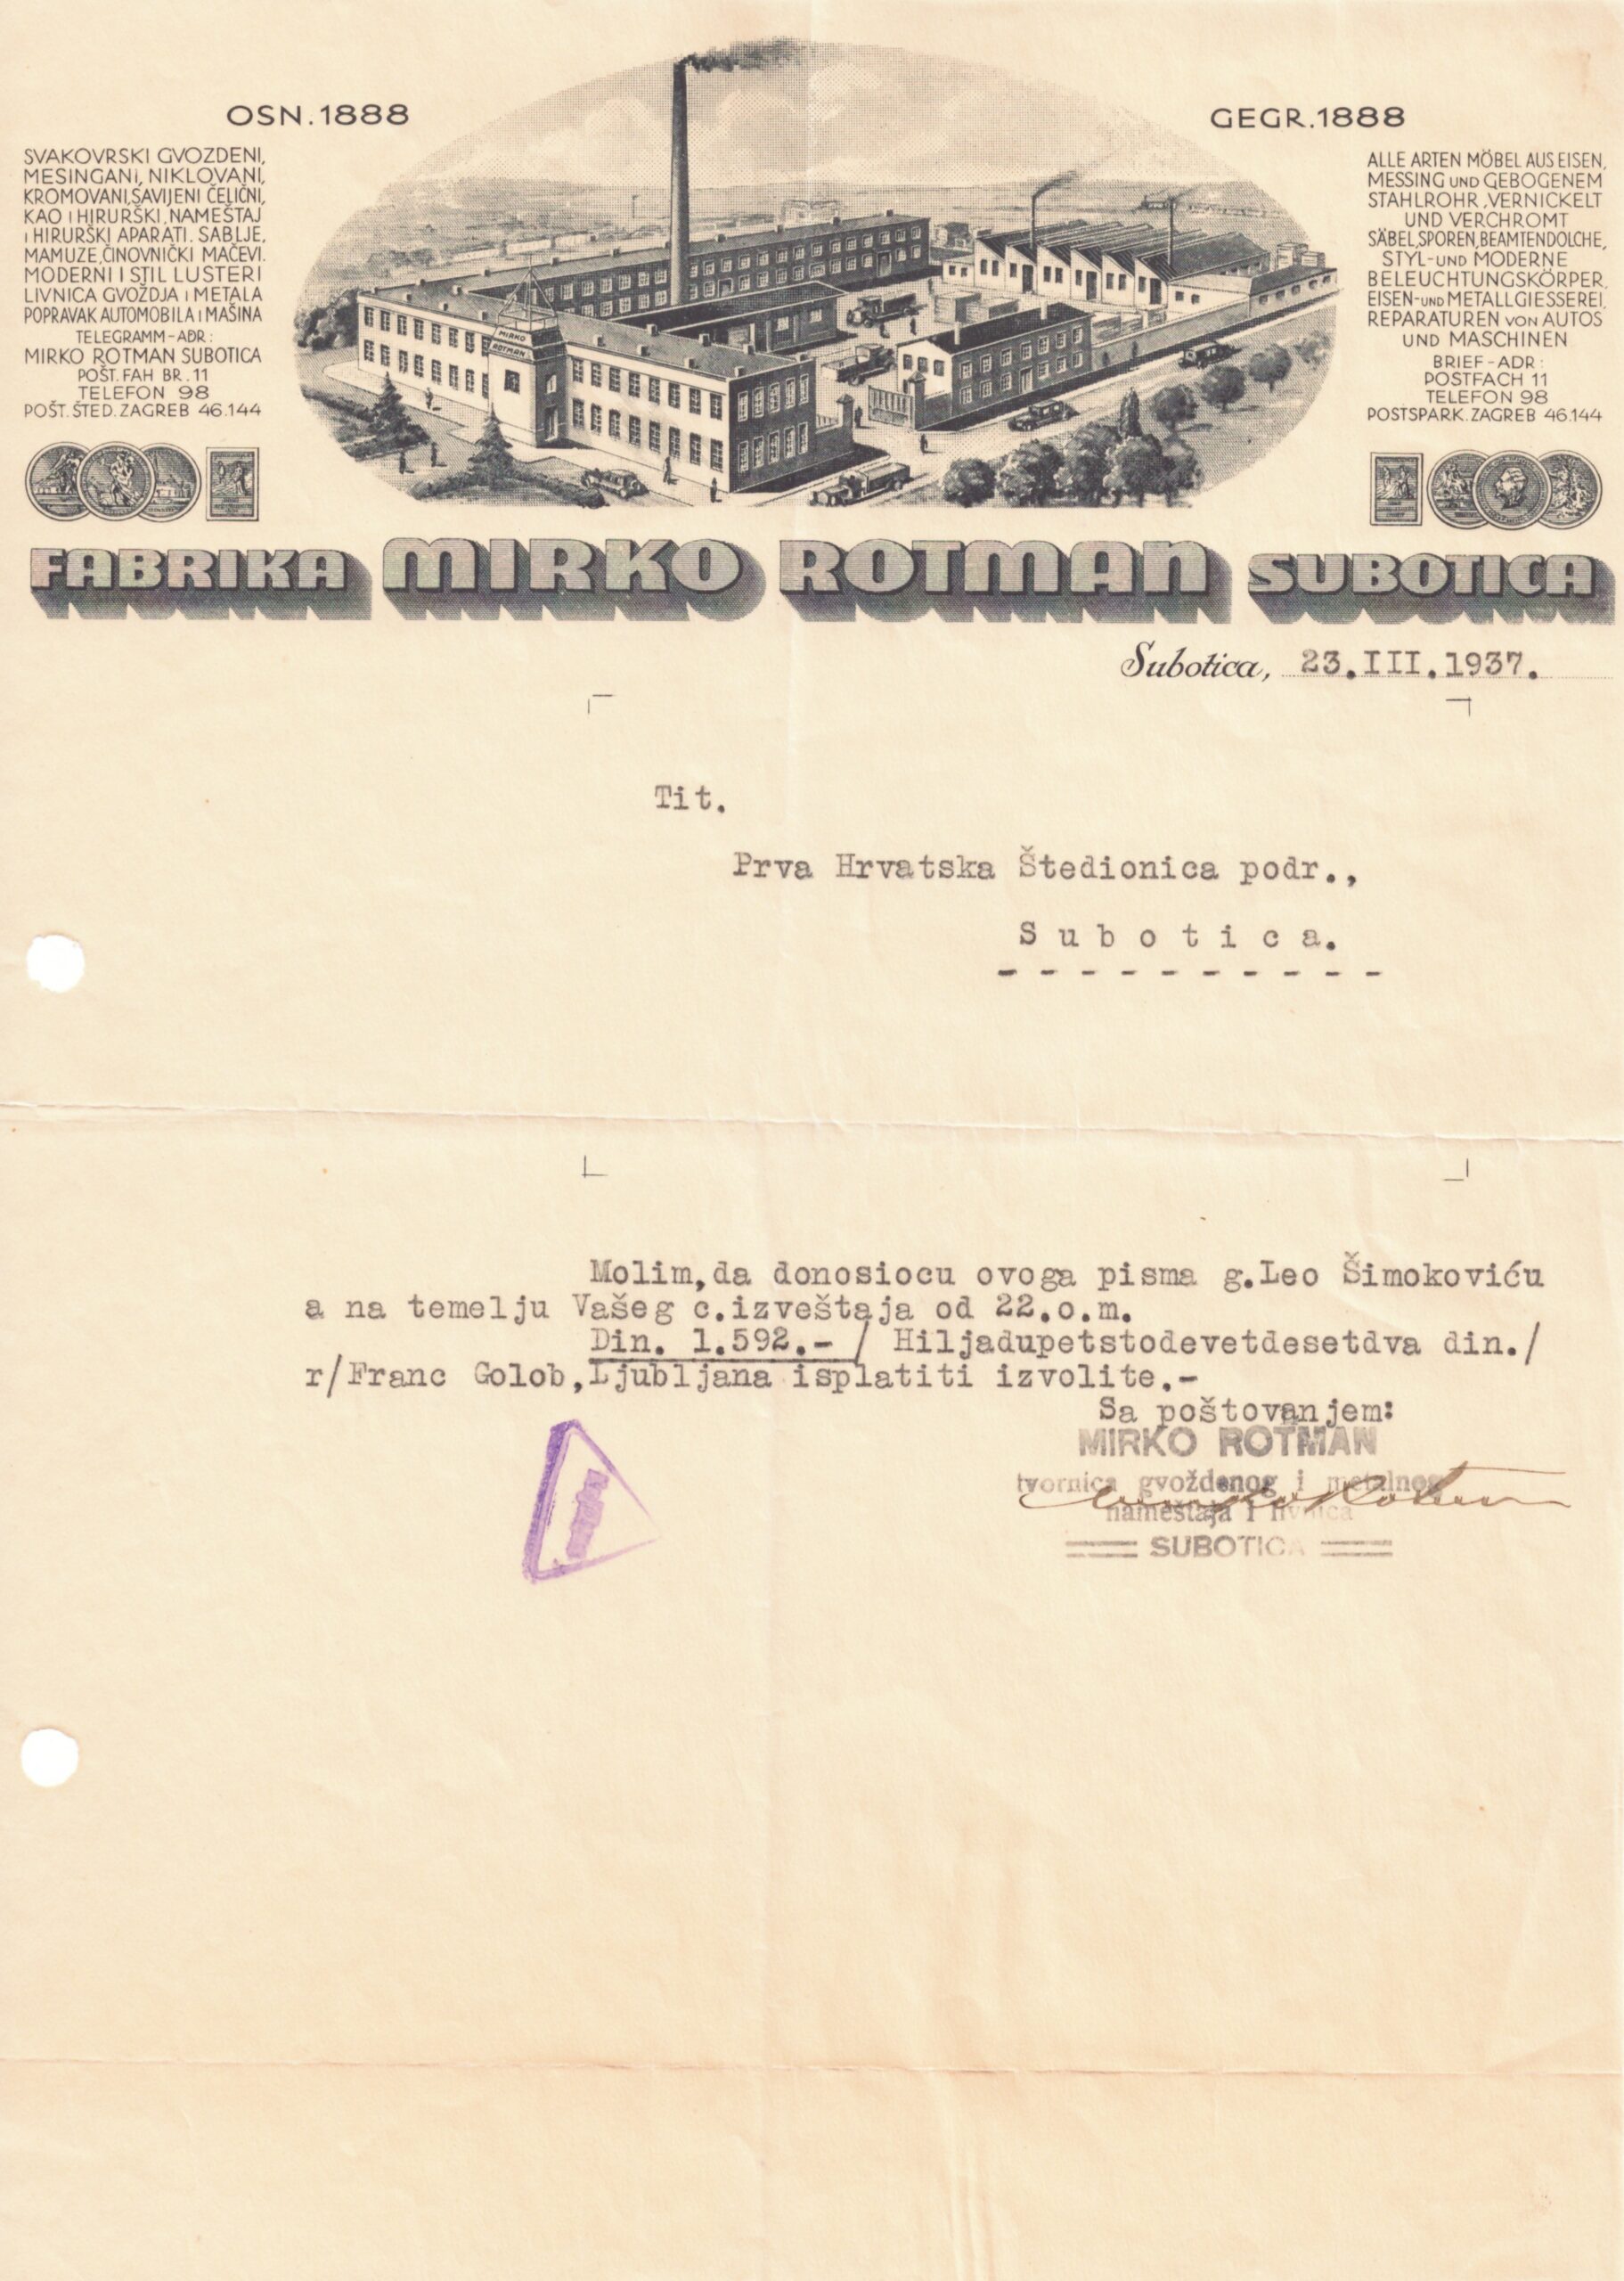 OSN. 1888
SVAKOVRSKI GVOZDENI,
MESINGANI, NIKLOVANI,
KROMOVANI, SAVIJENI ČELIČNI,
KAO I HIRURŠKI NAMEŠTAJ
I HIRURŠKI APARATI. SABLJE,
MAMUZE, ČINOVNIČKI MAČEVI.
MODERNI I STIL LUSTERI
LIVNICA GVOŽDJA I METALA
POPRAVAK AUTOMOBILA I MAŠINA
TELEGRAMM-ADR:
MIRKO ROTMAN SUBOTICA
POŠT. FAH BR. 11
TELEFON 98
POŠT. ŠTED. ZAGREB 46.144
GEGR. 1888
ALLE ARTEN MÖBEL AUS EISEN,
MESSING UND GEBOGENEM
STAHLROHR, VERNICKELT
UND VERCHROMT
SÄBEL, SPOREN, BEAMTENDOLCHE,
STYL- UND MODERNE
BELEUCHTUNGSKÖRPER,
EISEN- UND METALLGIESSEREI,
REPARATUREN VON AUTOS
UND MASCHINEN
BRIEF-ADR:
POSTFACH 11
TELEFON 98
POSTSPARK. ZAGREB 46.144
MIRKO
ROTMAN
FABRIKA MIRKO ROTMAN SUBOTICA
Subotica, 23.III.1937.
Tit.
Prva Hrvatska Štedionica podr.,
S u b o t i c a.
Molim,da donosiocu ovoga pisma g.Leo Šimokoviću
a na temelju Vašeg c.izveštaja od 22.o.m.
Din. 1.592.- / Hiljadupetstodevetdesetdva din./
r/Franc Golob,Ljubljana isplatiti izvolite.-
Sa poštovanjem:
MIRKO ROTMAN
tvornica gvoždenog i metalnog
nameštaja i livnica
SUBOTICA
Mirko Rotman